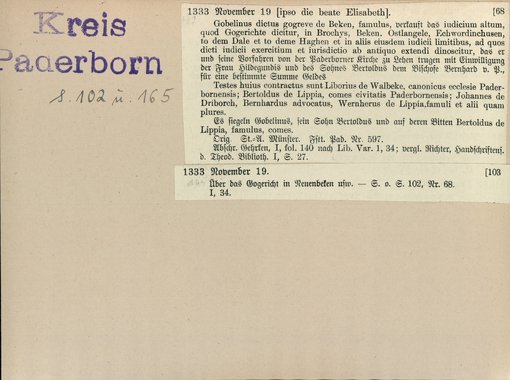 Kreis
Paderborn
S. 102 u. 165
1333 November 19 [ipso die beate Elisabeth]. [68
Gobelinus dictus gogreve de Beken, famulus, verkauft das iudicium altum,
quod Gogerichte dicitur, in Brochys, Beken, Ostlangele, Echwordinchusen,
to dem Dale et to deme Haghen et in aliis eiusdem iudicii limitibus, ad quos
dicti iudicii exercitium et iurisdictio ab antiquo extendi dinoscitur, das er
und seine Vorfahren von der Paderborner Kirche zu Lehen trugen mit Einwilligung
der Frau Hildegundis und des Sohnes Bertoldus dem Bischofe Bernhard v. P.,
für eine bestimmte Summe Geldes
Testes huius contractus sunt Liborius de Walbeke, canonicus ecclesie Pader-
bornensis; Bertoldus de Lippia, comes civitatis Paderbornensis; Johannes de
Driborch, Bernhardus advocatus, Wernherus de Lippia, famuli et alii quam
plures.
Es siegeln Gobelinus, sein Sohn Bertoldus und auf deren Bitten Bertoldus de
Lippia, famulus, comes.
Orig. St.-A. Münster. Fstt. Pad. Nr. 597.
Abschr. Gehrken, I, fol. 140 nach Lib. Var. 1, 34; vergl. Richter, Handschriftens.
d. Theod. Biblioth. I, S. 27.
1333 November 19. [103
Über das Gogericht in Neuenbeken usw. — S. o. S. 102, Nr. 68.
I, 34.